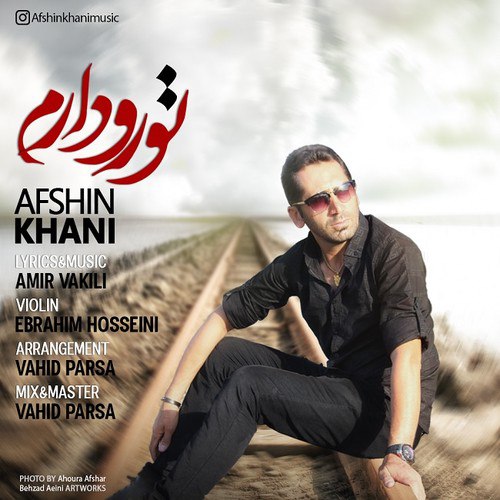 Afshinkhanimusic
تورو دارم
AFSHIN
KHANI
LYRICS&MUSIC
AMIR VAKILI
VIOLIN
EBRAHIM HOSSEINI
ARRANGEMENT
VAHID PARSA
MIX&MASTER
VAHID PARSA
PHOTO BY Ahoura Afshar
Behzad Aeini ARTWORKS